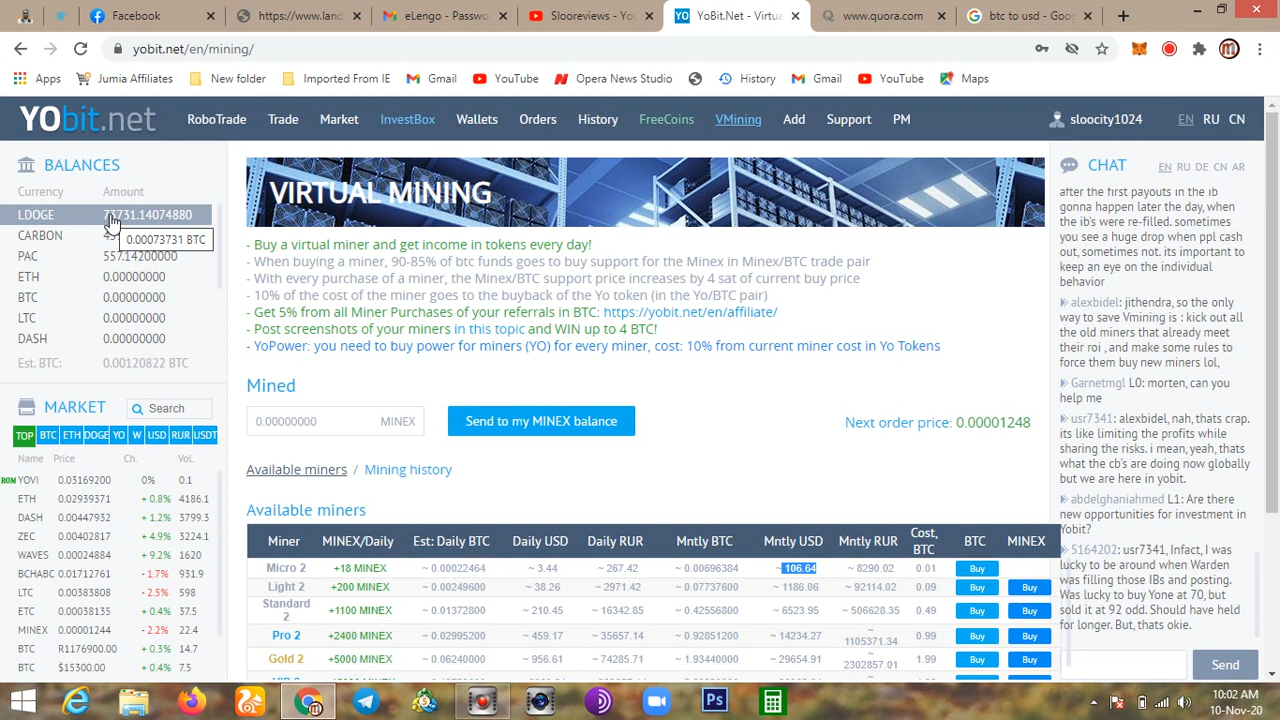 Facebook
https://www.land
eLengo - Passwo
Slooreviews - You
YoBit.Net - Virtua
www.quora.com
btc to usd - Goog
yobit.net/en/mining/
Apps
Jumia Affiliates
New folder
Imported From IE
Gmail
YouTube
Opera News Studio
History
Gmail
YouTube
Maps
YObit.net
RoboTrade
Trade
Market
InvestBox
Wallets
Orders
History
FreeCoins
VMining
Add
Support
PM
sloocity1024
EN RU CN
BALANCES
Currency Amount
LDOGE 73731.14074880
0.00073731 BTC
CARBON
PAC 557.14200000
ETH 0.00000000
BTC 0.00000000
LTC 0.00000000
DASH 0.00000000
Est. BTC: 0.00120822 BTC
MARKET Search
TOP BTC ETH DOGE YO W USD RUR USDT
Name Price Ch. Vol.
YOVI 0.03169200 0% 0.1
ETH 0.02939371 + 0.8% 4186.1
DASH 0.00447932 + 1.2% 3799.3
ZEC 0.00402817 + 4.9% 3224.1
WAVES 0.00024884 + 9.2% 1620
BCHABC 0.01712761 - 1.7% 931.9
LTC 0.00383808 - 2.5% 598
ETC 0.00038135 + 0.4% 37.5
MINEX 0.00001244 - 2.2% 22.4
BTC R1176900.00 + 0.3% 14.7
BTC $15300.00 + 0.4% 7.5
VIRTUAL MINING
- Buy a virtual miner and get income in tokens every day!
- When buying a miner, 90-85% of btc funds goes to buy support for the Minex in Minex/BTC trade pair
- With every purchase of a miner, the Minex/BTC support price increases by 4 sat of current buy price
- 10% of the cost of the miner goes to the buyback of the Yo token (in the Yo/BTC pair)
- Get 5% from all Miner Purchases of your referrals in BTC: https://yobit.net/en/affiliate/
- Post screenshots of your miners in this topic and WIN up to 4 BTC!
- YoPower: you need to buy power for miners (YO) for every miner, cost: 10% from current miner cost in Yo Tokens
Mined
0.00000000 MINEX
Send to my MINEX balance
Next order price: 0.00001248
Available miners / Mining history
Available miners
Miner MINEX/Daily Est: Daily BTC Daily USD Daily RUR Mntly BTC Mntly USD Mntly RUR Cost, BTC BTC MINEX
Micro 2 +18 MINEX ~ 0.00022464 ~ 3.44 ~ 267.42 ~ 0.00696384 ~ 106.64 ~ 8290.02 0.01 Buy
Light 2 +200 MINEX ~ 0.00249600 ~ 38.26 ~ 2971.42 ~ 0.07737600 ~ 1186.06 ~ 92114.02 0.09 Buy Buy
Standard 2 +1100 MINEX ~ 0.01372800 ~ 210.45 ~ 16342.85 ~ 0.42556800 ~ 6523.95 ~ 506628.35 0.49 Buy Buy
Pro 2 +2400 MINEX ~ 0.02995200 ~ 459.17 ~ 35657.14 ~ 0.92851200 ~ 14234.27 ~ 1105371.34 0.99 Buy Buy
Gold 2 +5000 MINEX ~ 0.06240000 ~ 956.61 ~ 74285.71 ~ 1.93440000 ~ 29654.91 ~ 2302857.01 1.99 Buy Buy
CHAT
EN RU DE CN AR
after the first payouts in the ib
gonna happen later the day, when
the ib's were re-filled. sometimes
you see a huge drop when ppl cash
out, sometimes not. its important to
keep an eye on the individual
behavior
alexbidel: jithendra, so the only
way to save Vmining is : kick out all
the old miners that already meet
their roi , and make some rules to
force them buy new miners lol,
Garnetmgl L0: morten, can you
help me
usr7341: alexbidel, nah, thats crap.
its like limiting the profits while
sharing the risks. i mean, yeah, thats
what the cb's are doing now globally
but we are here in yobit.
abdelghaniahmed L1: Are there
new opportunities for investment in
Yobit?
5164202: usr7341, Infact, I was
lucky to be around when Warden
was filling those IBs and posting.
Was lucky to buy Yone at 70, but
sold it at 92 odd. Should have held
for longer. But, thats okie.
Send
10:02 AM
10-Nov-20